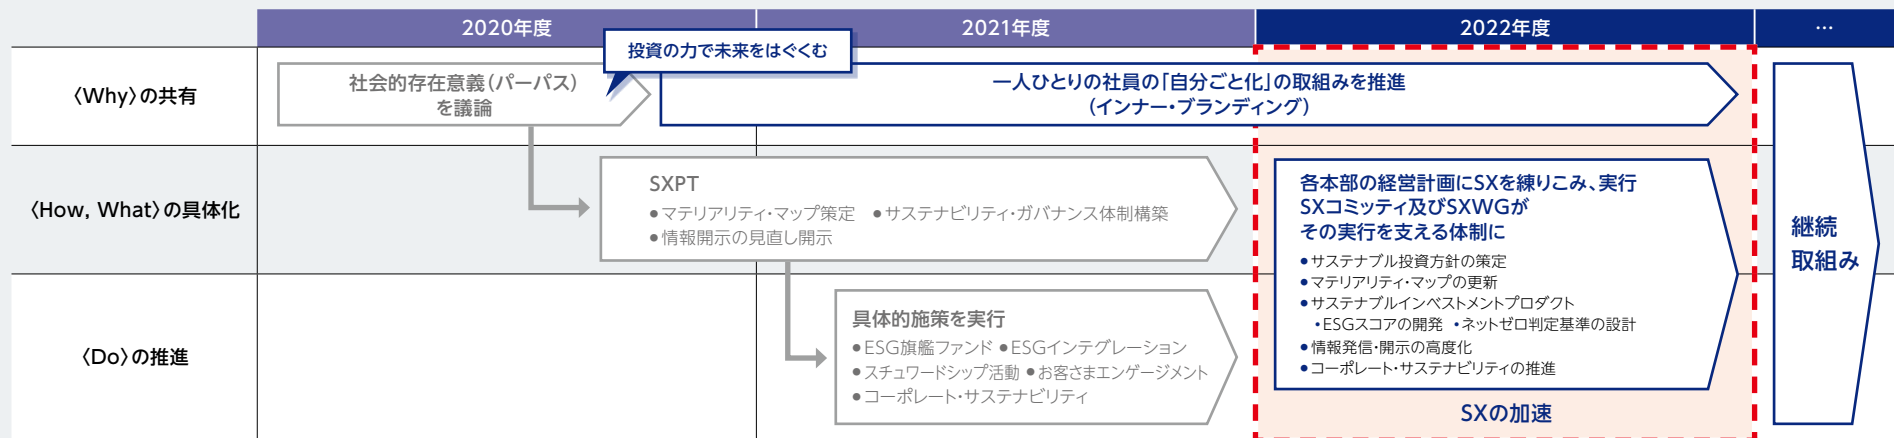 2020年度
2021年度
2022年度
…
投資の力で未来をはぐくむ
〈Why〉の共有
社会的存在意義（パーパス）
を議論
一人ひとりの社員の「自分ごと化」の取組みを推進
（インナー・ブランディング）
〈How, What〉の具体化
SXPT
●マテリアリティ・マップ策定 ●サステナビリティ・ガバナンス体制構築
●情報開示の見直し開示
各本部の経営計画にSXを練りこみ、実行
SXコミッティ及びSXWGが
その実行を支える体制に
●サステナブル投資方針の策定
●マテリアリティ・マップの更新
●サステナブルインベストメントプロダクト
・ESGスコアの開発 ・ネットゼロ判定基準の設計
●情報発信・開示の高度化
●コーポレート・サステナビリティの推進
継続
取組み
〈Do〉の推進
具体的施策を実行
●ESG旗艦ファンド ●ESGインテグレーション
●スチュワードシップ活動 ●お客さまエンゲージメント
●コーポレート・サステナビリティ
SXの加速